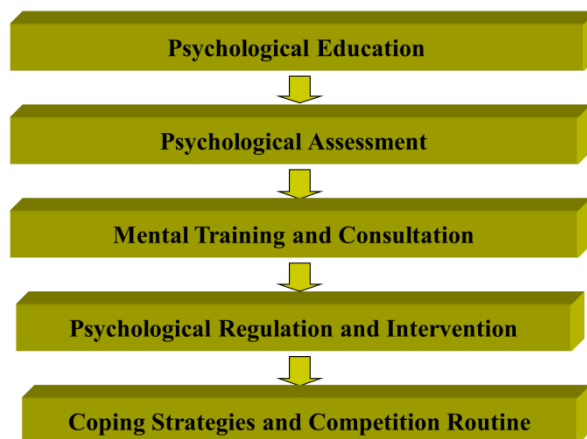 Psychological Education
Psychological Assessment
Mental Training and Consultation
Psychological Regulation and Intervention
Coping Strategies and Competition Routine